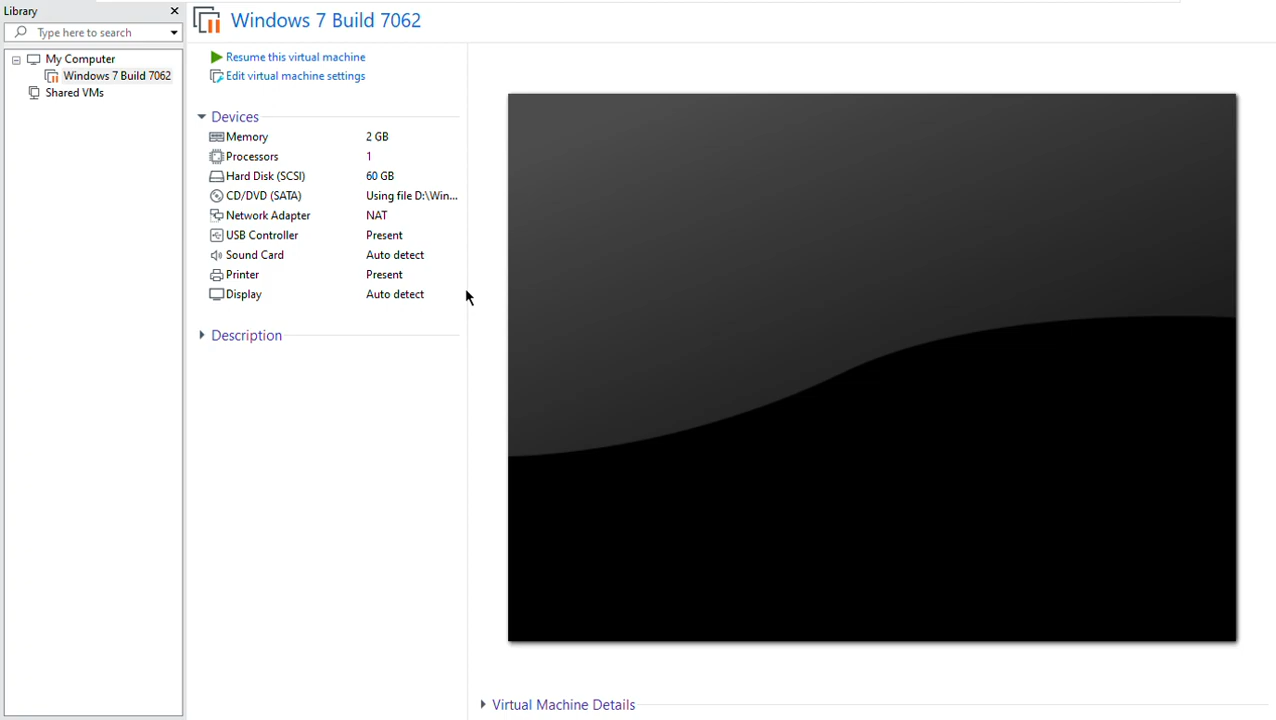 Library
Type here to search
My Computer
Windows 7 Build 7062
Shared VMs
Windows 7 Build 7062
Resume this virtual machine
Edit virtual machine settings
Devices
Memory 2 GB
Processors 1
Hard Disk (SCSI) 60 GB
CD/DVD (SATA) Using file D:\Win...
Network Adapter NAT
USB Controller Present
Sound Card Auto detect
Printer Present
Display Auto detect
Description
Virtual Machine Details